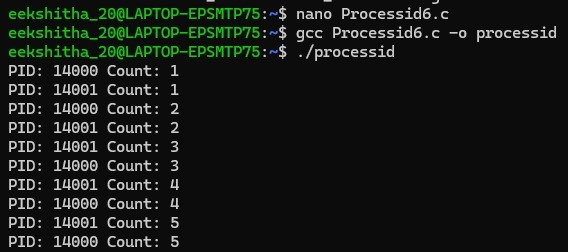 eekshitha_20@LAPTOP-EPSMTP75:~$ nano Processid6.c
eekshitha_20@LAPTOP-EPSMTP75:~$ gcc Processid6.c -o processid
eekshitha_20@LAPTOP-EPSMTP75:~$ ./processid
PID: 14000 Count: 1
PID: 14001 Count: 1
PID: 14000 Count: 2
PID: 14001 Count: 2
PID: 14001 Count: 3
PID: 14000 Count: 3
PID: 14001 Count: 4
PID: 14000 Count: 4
PID: 14001 Count: 5
PID: 14000 Count: 5